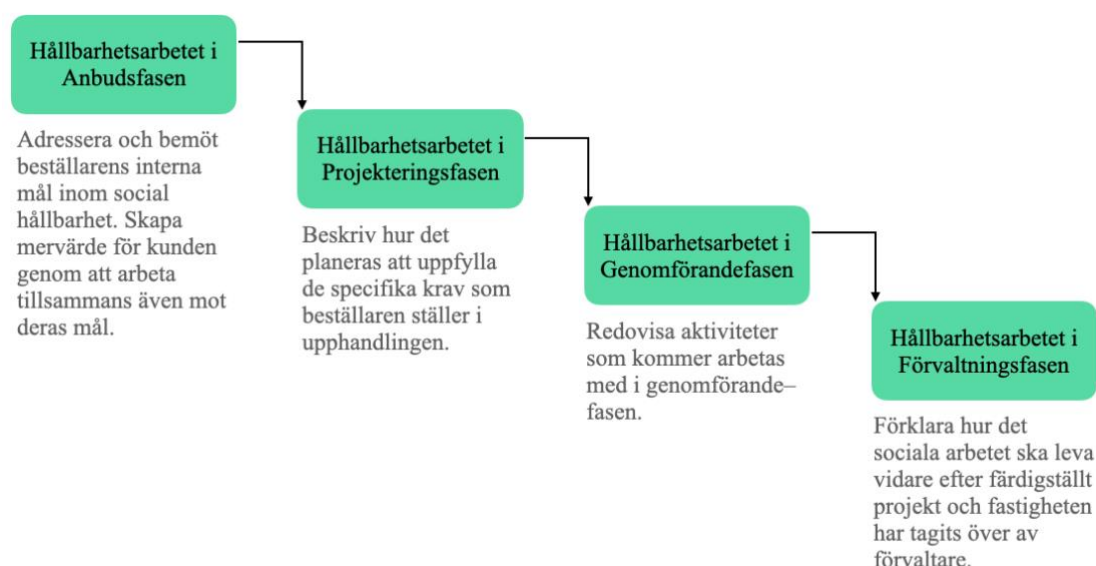 Hållbarhetsarbetet i
Anbudsfasen
Adressera och bemöt
beställarens interna
mål inom social
hållbarhet. Skapa
mervärde för kunden
genom att arbeta
tillsammans även mot
deras mål.
Hållbarhetsarbetet i
Projekteringsfasen
Beskriv hur det
planeras att uppfylla
de specifika krav som
beställaren ställer i
upphandlingen.
Hållbarhetsarbetet i
Genomförandefasen
Redovisa aktiviteter
som kommer arbetas
med i genomförande–
fasen.
Hållbarhetsarbetet i
Förvaltningsfasen
Förklara hur det
sociala arbetet ska leva
vidare efter färdigställt
projekt och fastigheten
har tagits över av
förvaltare.